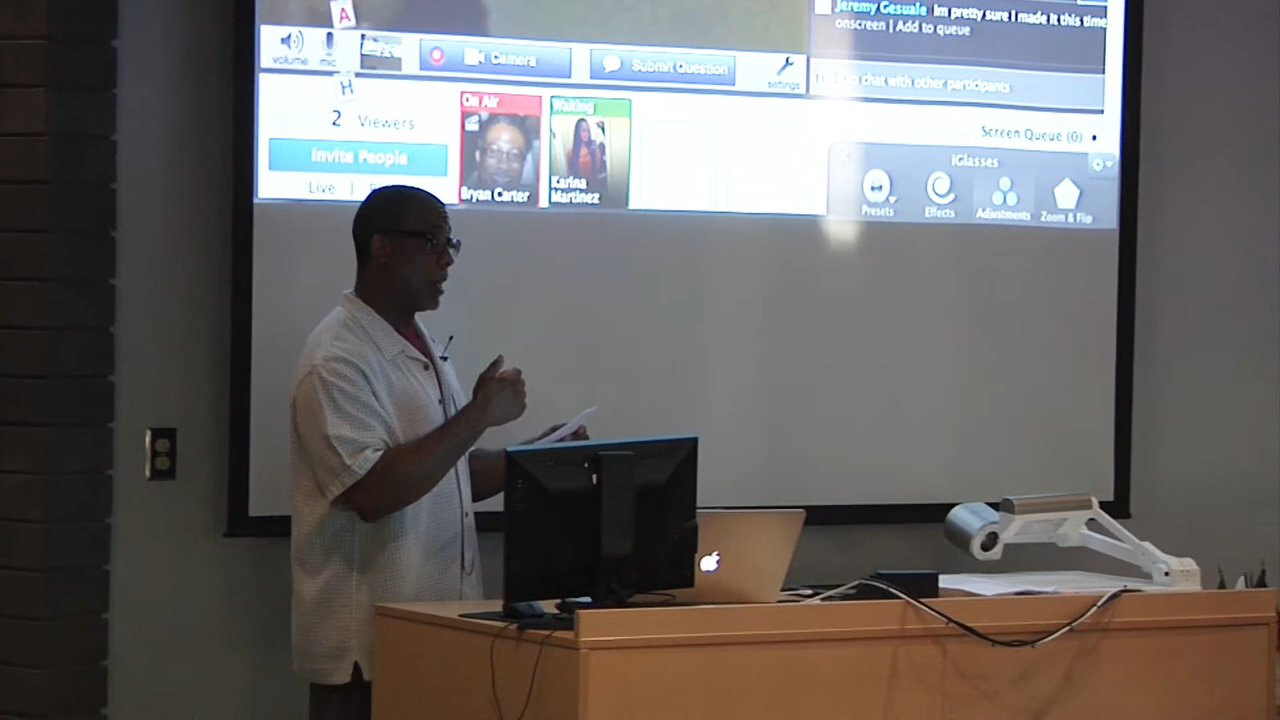 A
Jeremy Gesuale Im pretty sure I made it this time
onscreen | Add to queue
volume
mic
Camera
Submit Question
settings
to chat with other participants
H
2 Viewers
Invite People
Live |
On Air
Bryan Carter
Waiting
Karina
Martinez
Screen Queue (0)
iGlasses
Presets
Effects
Adjustments
Zoom & Flip